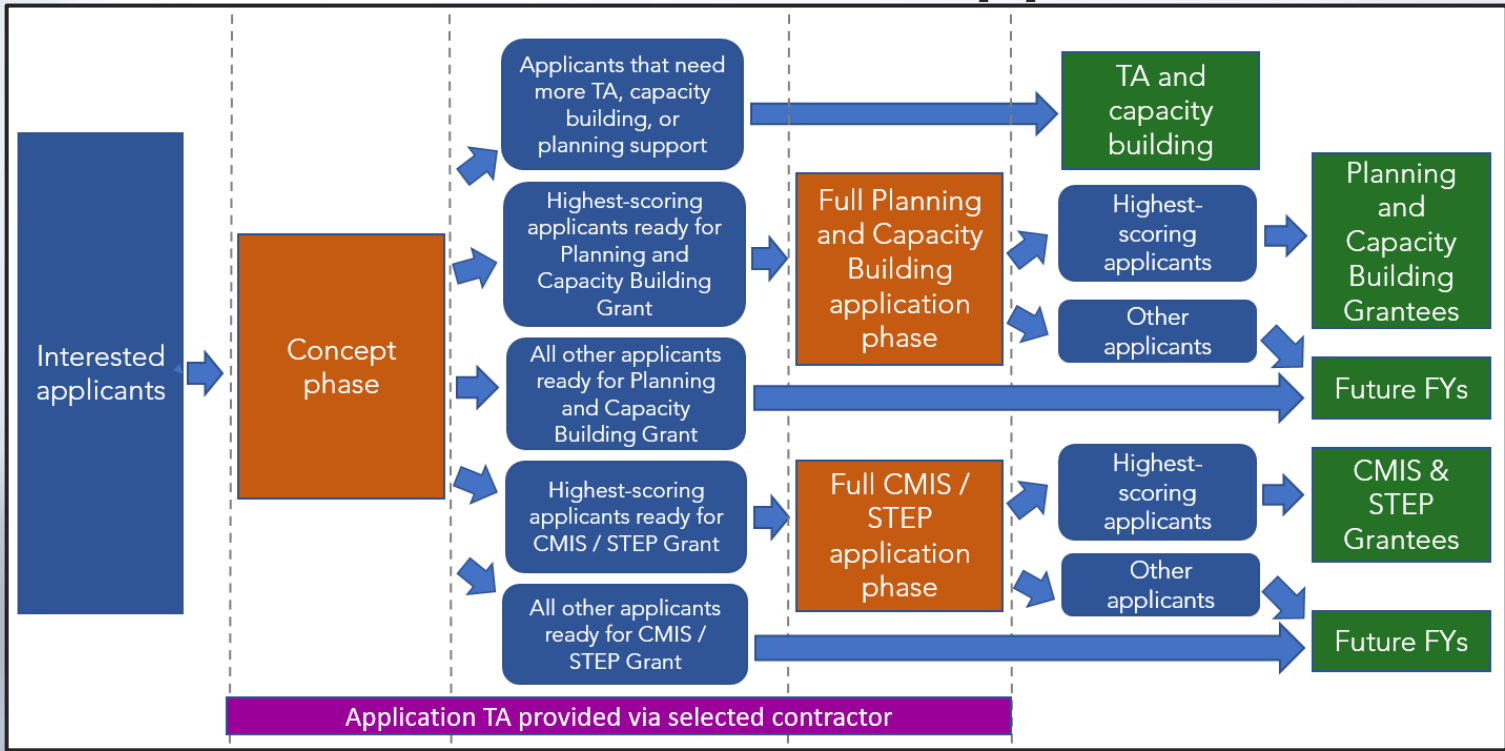 Interested
applicants
Concept
phase
Applicants that need
more TA, capacity
building, or
planning support
Highest-scoring
applicants ready for
Planning and
Capacity Building
Grant
All other applicants
ready for Planning
and Capacity
Building Grant
Highest-scoring
applicants ready for
CMIS / STEP Grant
All other applicants
ready for CMIS /
STEP Grant
Full Planning
and Capacity
Building
application
phase
Full CMIS /
STEP
application
phase
TA and
capacity
building
Highest-
scoring
applicants
Other
applicants
Highest-
scoring
applicants
Other
applicants
Planning
and
Capacity
Building
Grantees
Future FYs
CMIS &
STEP
Grantees
Future FYs
Application TA provided via selected contractor